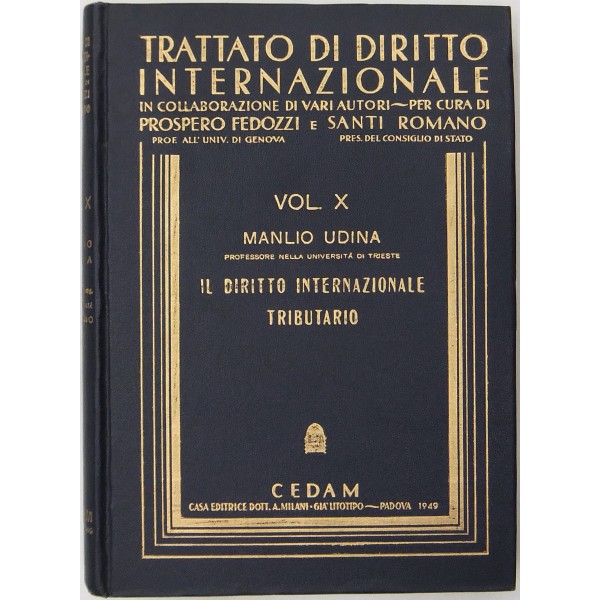 TRATTATO DI DIRITTO
INTERNAZIONALE
IN COLLABORAZIONE DI VARI AUTORI — PER CURA DI
PROSPERO FEDOZZI E SANTI ROMANO
PROF. ALL' UNIV. DI GENOVA PRES. DEL CONSIGLIO DI STATO
VOL. X
MANLIO UDINA
PROFESSORE NELLA UNIVERSITÁ DI TRIESTE
IL DIRITTO INTERNAZIONALE
TRIBUTARIO
CEDAM
CASA EDITRICE DOTT. A. MILANI - GIA' LITOTIPO — PADOVA 1949
X